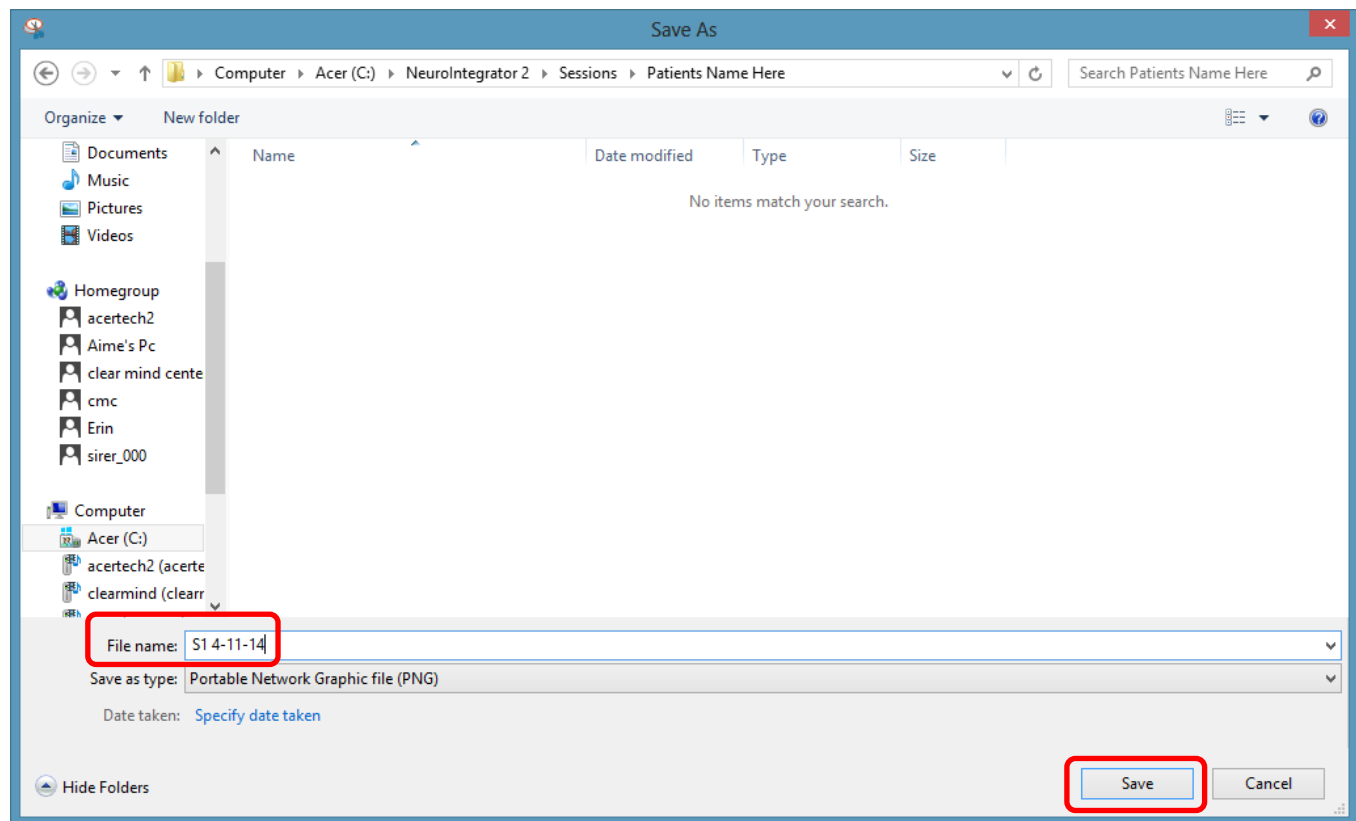 Save As
Computer Acer (C:) NeuroIntegrator 2 Sessions Patients Name Here
Search Patients Name Here
Organize New folder
Name Date modified Type Size
No items match your search.
Documents
Music
Pictures
Videos
Homegroup
acertech2
Aime's Pc
clear mind cente
cmc
Erin
sirer_000
Computer
Acer (C:)
acertech2 (acerte
clearmind (clearr
File name: S1 4-11-14
Save as type: Portable Network Graphic file (PNG)
Date taken: Specify date taken
Hide Folders
Save Cancel